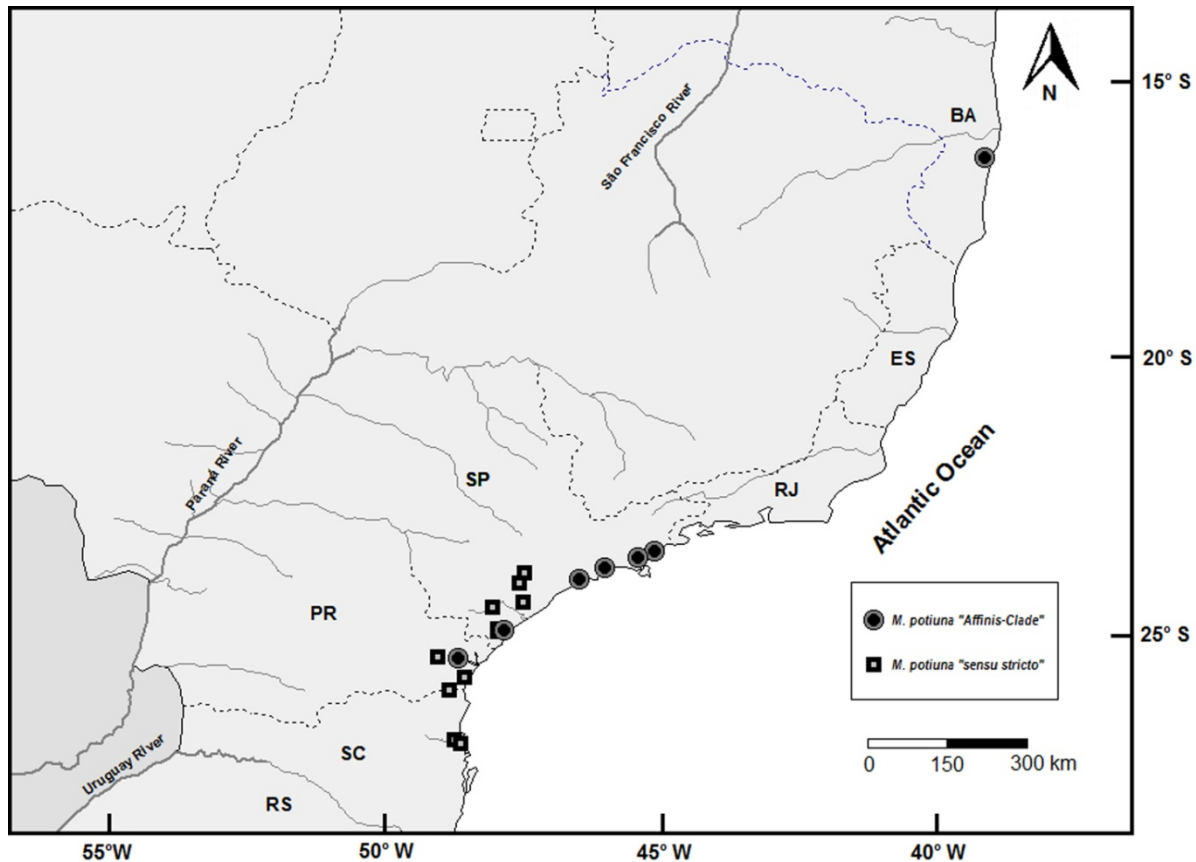 N
15° S
BA
São Francisco River
20° S
ES
Paraná River
SP
RJ
Atlantic Ocean
M. potiuna "Affinis-Clade"
PR
25° S
M. potiuna "sensu stricto"
SC
Uruguay River
0 150 300 km
RS
55°W 50° W 45° W 40° W